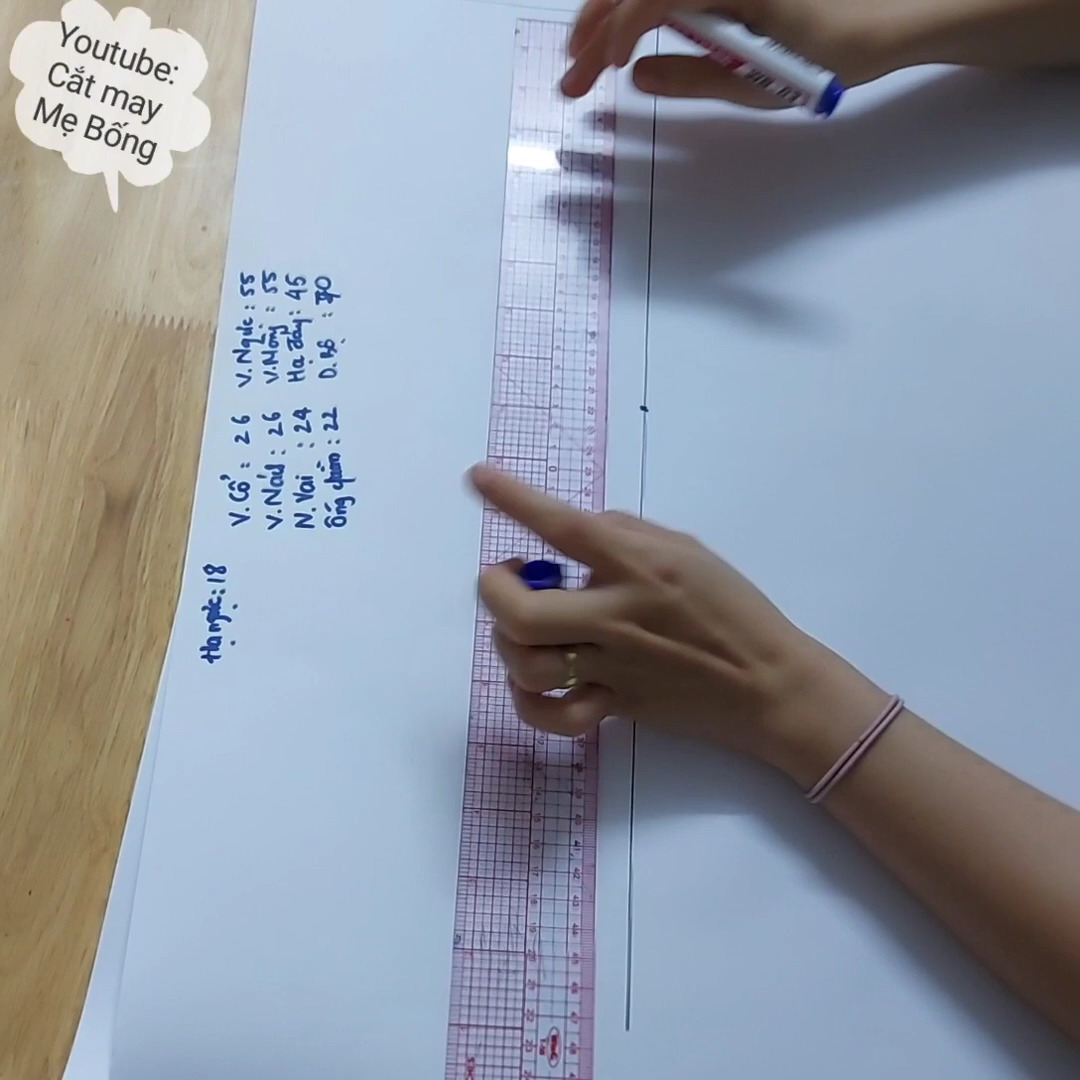 Youtube:
Cắt may
Mẹ Bống
V.Cổ : 26 V.Ngực : 55
V.Nách : 26 V.Mông : 55
N.Vai : 24 Hạ đáy : 45
Ống quần : 22 D.Bộ : 70
Hạ ngực : 18